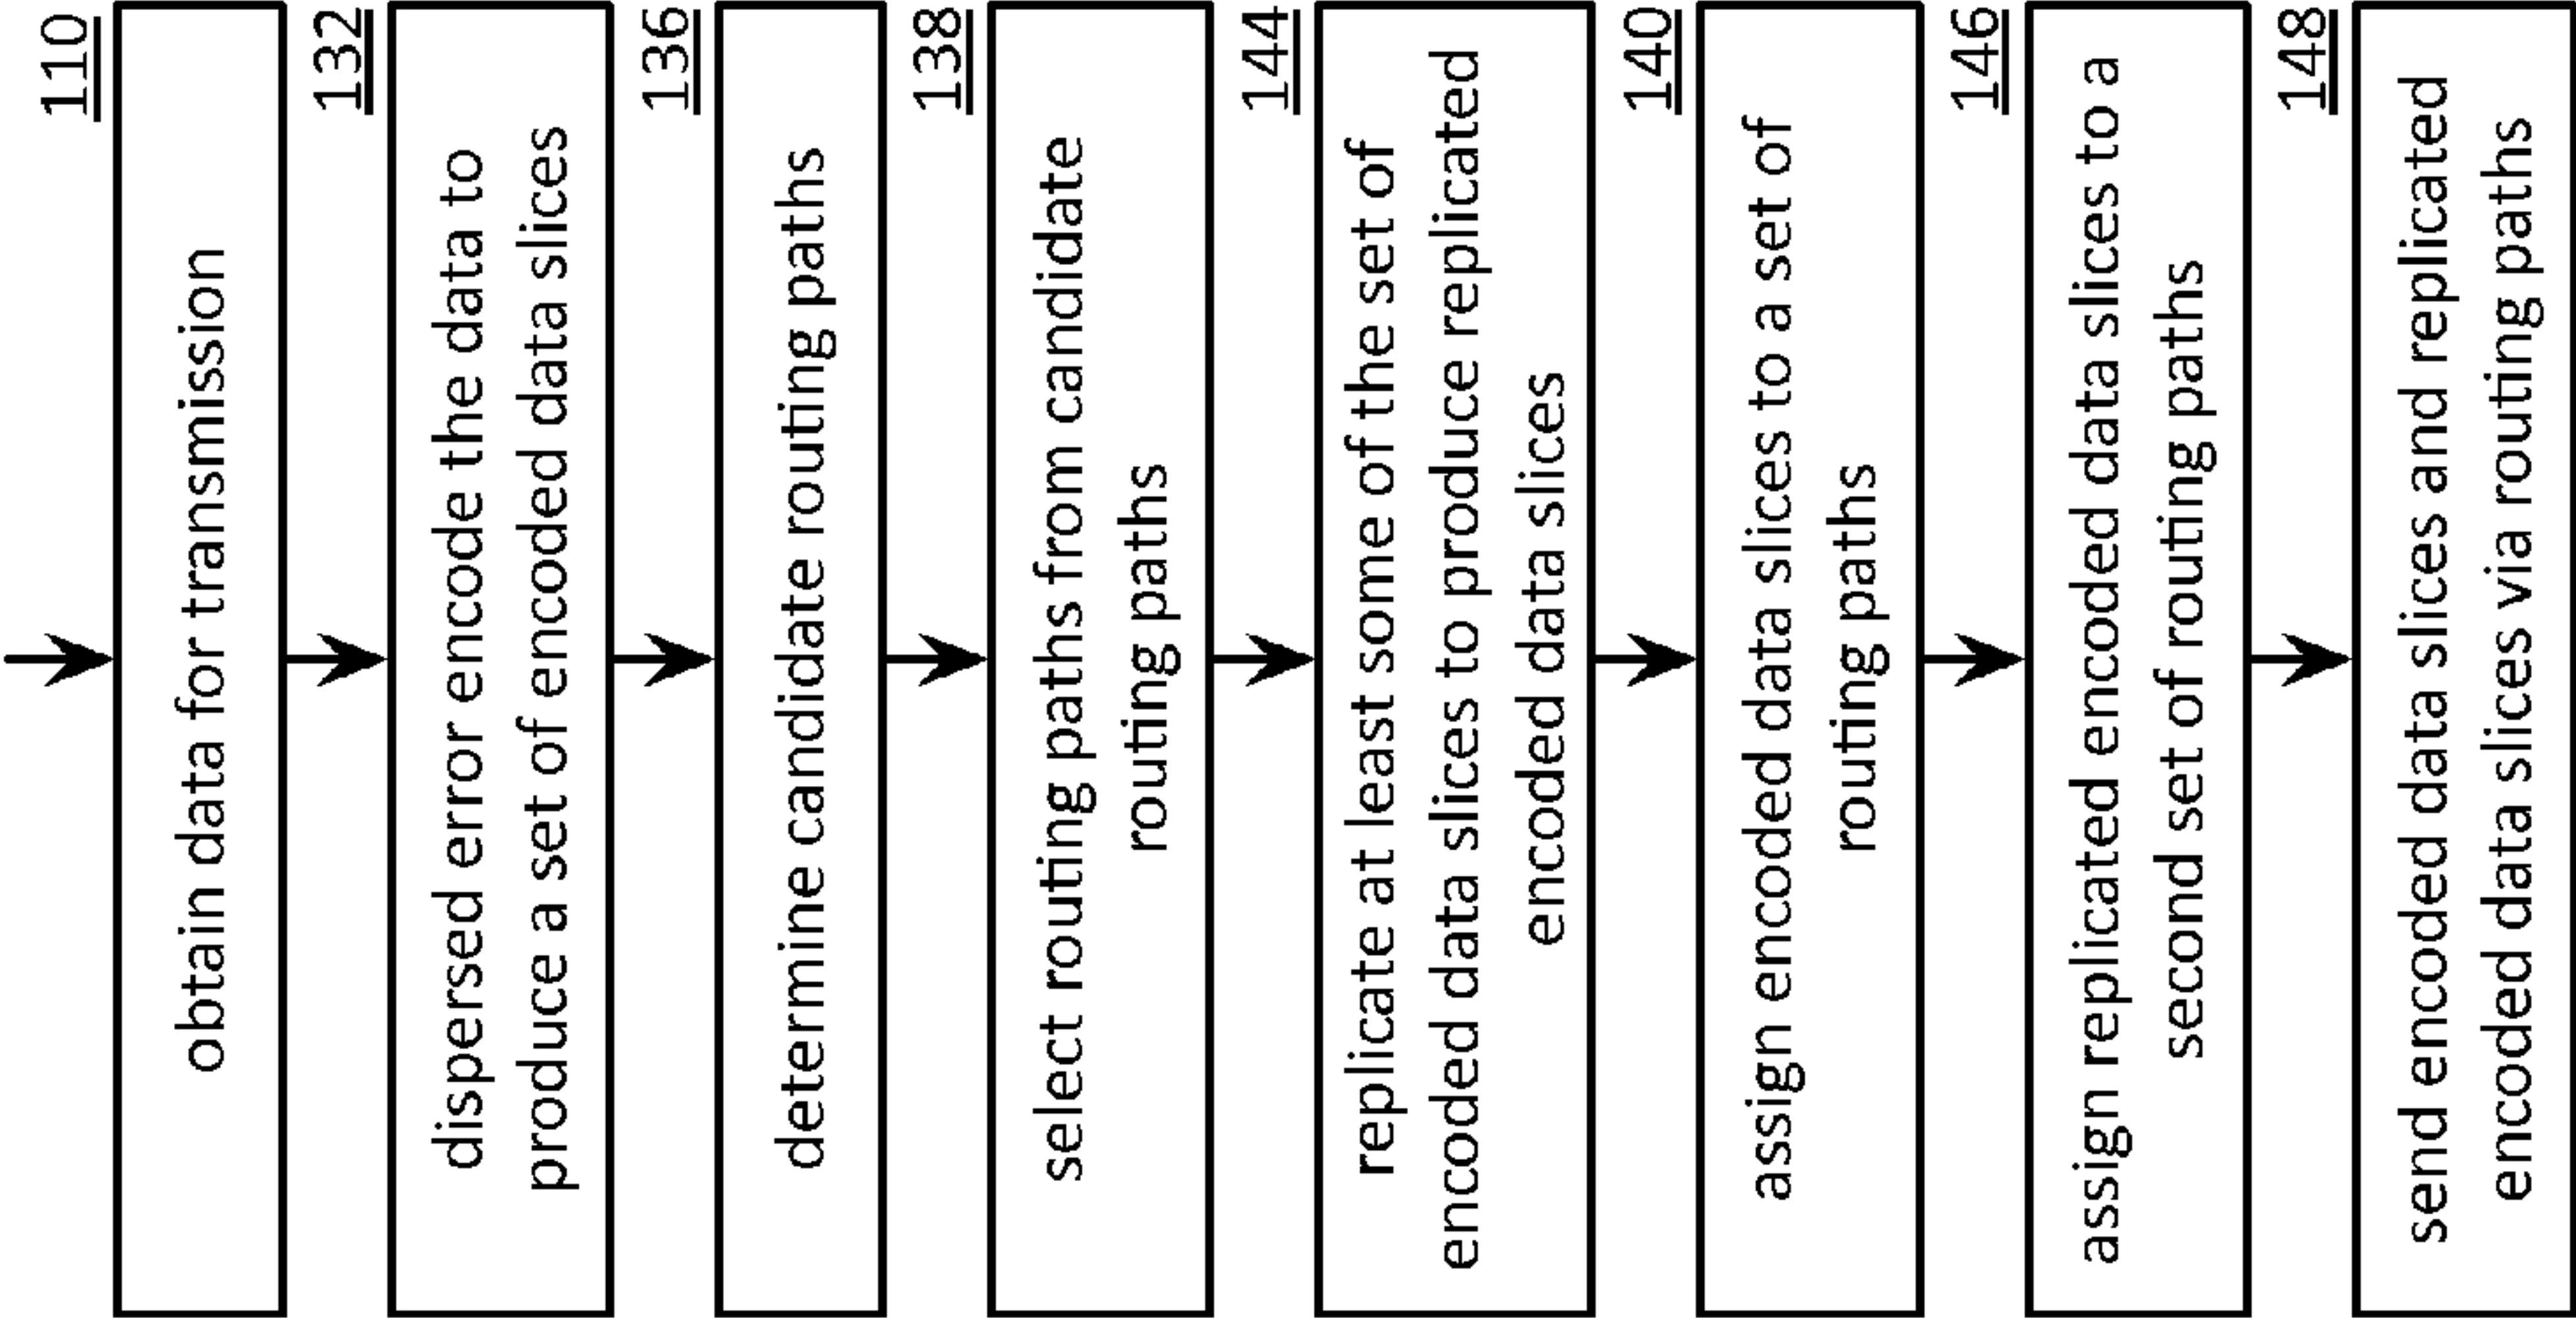 110
obtain data for transmission
132
dispersed error encode the data to
produce a set of encoded data slices
136
determine candidate routing paths
138
select routing paths from candidate
routing paths
144
replicate at least some of the set of
encoded data slices to produce replicated
encoded data slices
140
assign encoded data slices to a set of
routing paths
146
assign replicated encoded data slices to a
second set of routing paths
148
send encoded data slices and replicated
encoded data slices via routing paths